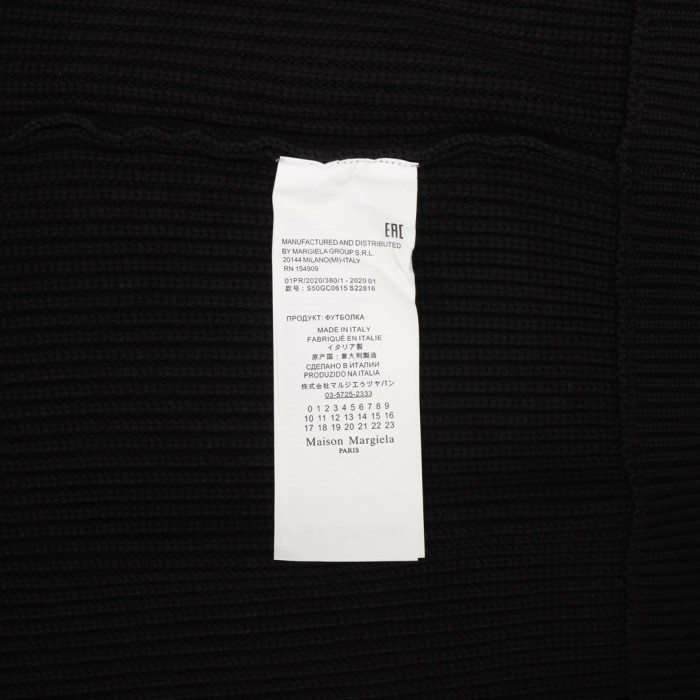 EAC
MANUFACTURED AND DISTRIBUTED
BY MARGIELA GROUP S.R.L.
20144 MILANO(MI)-ITALY
RN 154909
01PR/2020/380/1 - 2020 01
款号：S50GC0615 S22816
ПРОДУКТ: ФУТБОЛКА
MADE IN ITALY
FABRIQUÉ EN ITALIE
イタリア製
原产国：意大利製造
СДЕЛАНО В ИТАЛИИ
PRODUZIDO NA ITALIA
株式会社マルジエゥヅヤパン
03-5725-2333
0 1 2 3 4 5 6 7 8 9
10 11 12 13 14 15 16
17 18 19 20 21 22 23
Maison Margiela
PARIS